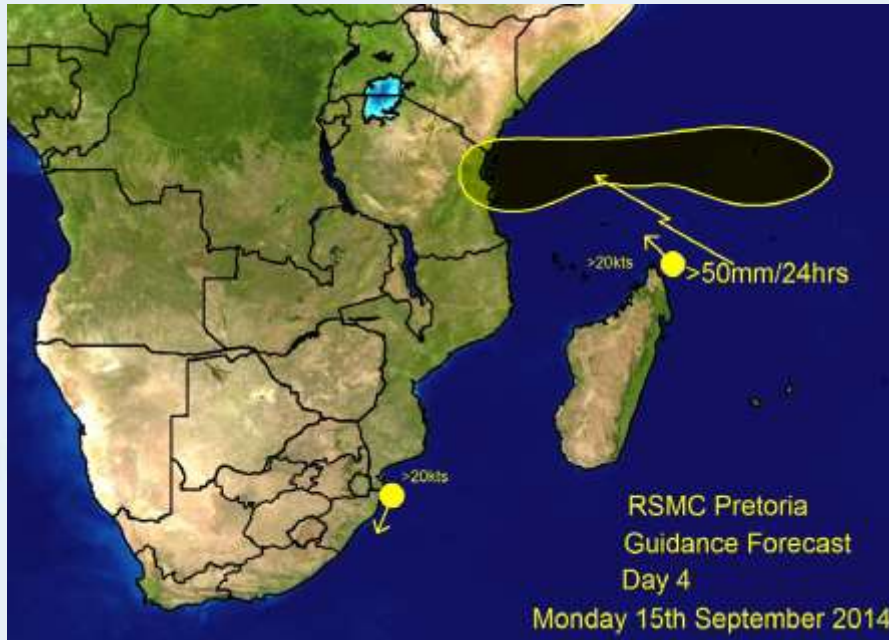 >20kts
>50mm/24hrs
>20kts
RSMC Pretoria
Guidance Forecast
Day 4
Monday 15th September 2014